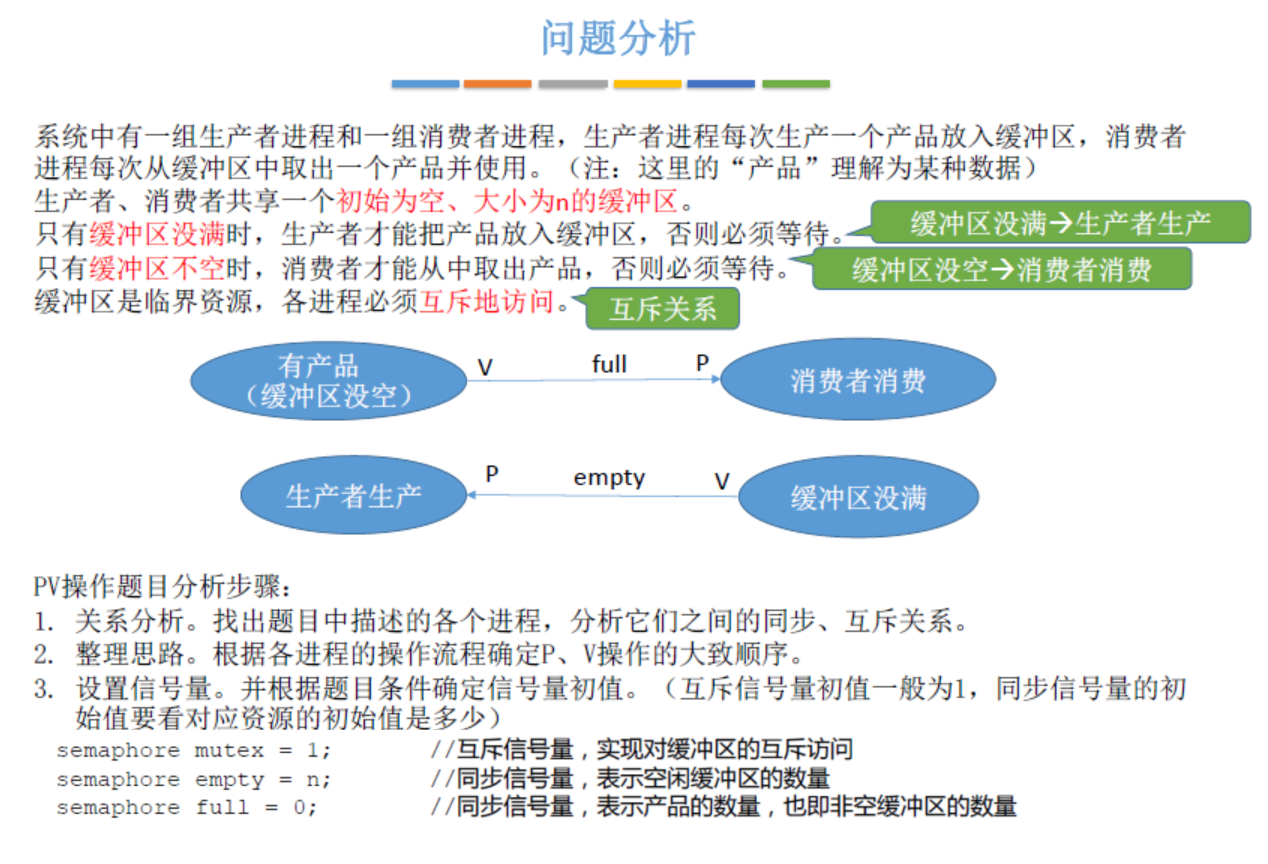 问题分析
系统中有一组生产者进程和一组消费者进程，生产者进程每次生产一个产品放入缓冲区，消费者
进程每次从缓冲区中取出一个产品并使用。（注：这里的“产品”理解为某种数据）
生产者、消费者共享一个初始为空、大小为n的缓冲区。
只有缓冲区没满时，生产者才能把产品放入缓冲区，否则必须等待。
缓冲区没满→生产者生产
只有缓冲区不空时，消费者才能从中取出产品，否则必须等待。
缓冲区没空→消费者消费
缓冲区是临界资源，各进程必须互斥地访问。
互斥关系
有产品
（缓冲区没空）
V
full
P
消费者消费
生产者生产
P
empty
V
缓冲区没满
PV操作题目分析步骤：
1. 关系分析。找出题目中描述的各个进程，分析它们之间的同步、互斥关系。
2. 整理思路。根据各进程的操作流程确定P、V操作的大致顺序。
3. 设置信号量。并根据题目条件确定信号量初值。（互斥信号量初值一般为1，同步信号量的初
始值要看对应资源的初始值是多少）
semaphore mutex = 1; //互斥信号量，实现对缓冲区的互斥访问
semaphore empty = n; //同步信号量，表示空闲缓冲区的数量
semaphore full = 0; //同步信号量，表示产品的数量，也即非空缓冲区的数量